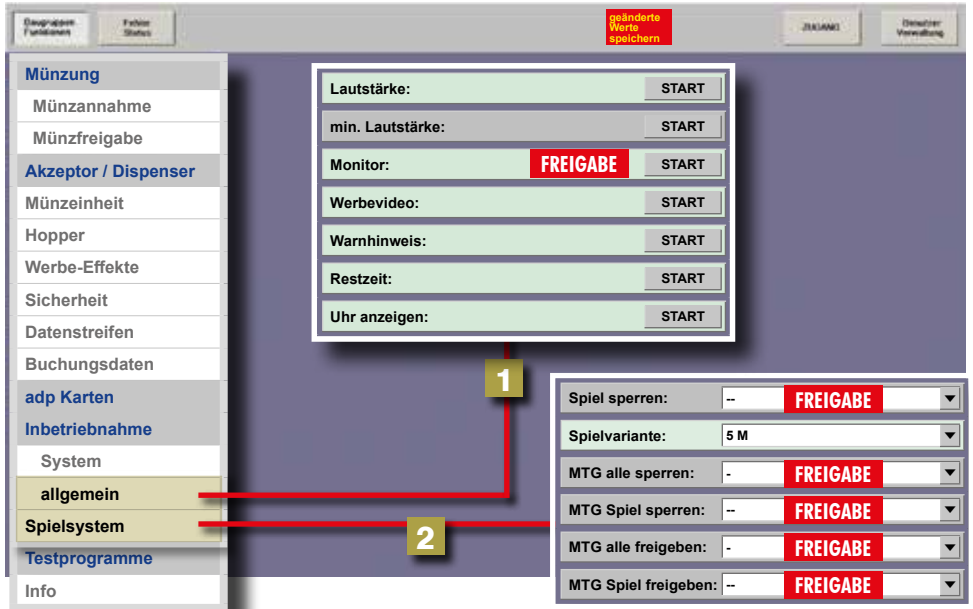 Baugruppen
Funktionen
Fehler
Status
geänderte
Werte
speichern
ZUGANG
Benutzer
Verwaltung
Münzung
Münzannahme
Münzfreigabe
Akzeptor / Dispenser
Münzeinheit
Hopper
Werbe-Effekte
Sicherheit
Datenstreifen
Buchungsdaten
adp Karten
Inbetriebnahme
System
allgemein
Spielsystem
Testprogramme
Info
Lautstärke: START
min. Lautstärke: START
Monitor: FREIGABE START
Werbevideo: START
Warnhinweis: START
Restzeit: START
Uhr anzeigen: START
1
2
Spiel sperren: -- FREIGABE
Spielvariante: 5 M
MTG alle sperren: - FREIGABE
MTG Spiel sperren: -- FREIGABE
MTG alle freigeben: - FREIGABE
MTG Spiel freigeben: -- FREIGABE